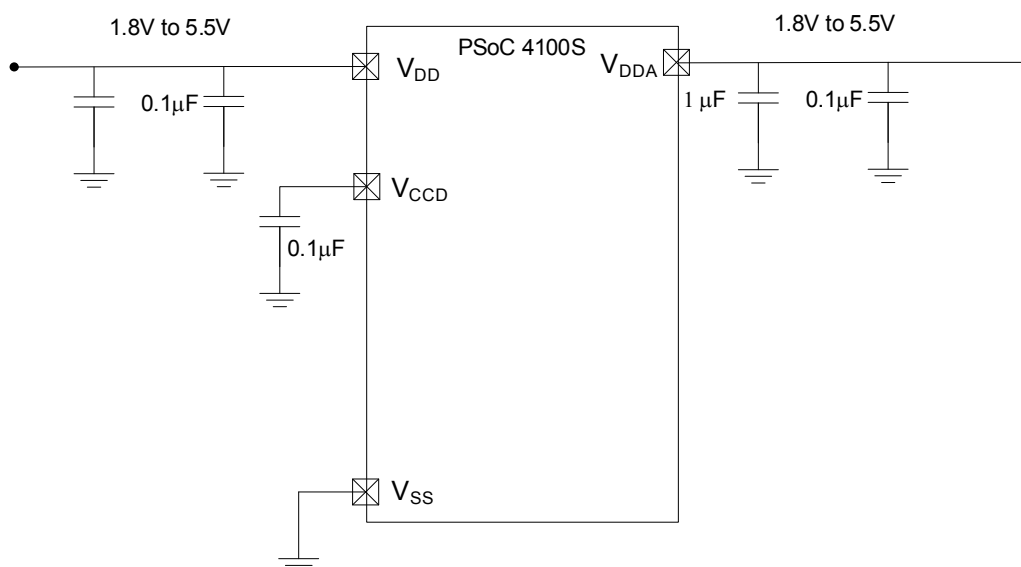 1.8V to 5.5V
1.8V to 5.5V
PSoC 4100S
VDD
VDDA
0.1μF
1 μF
0.1μF
VCCD
0.1μF
VSS